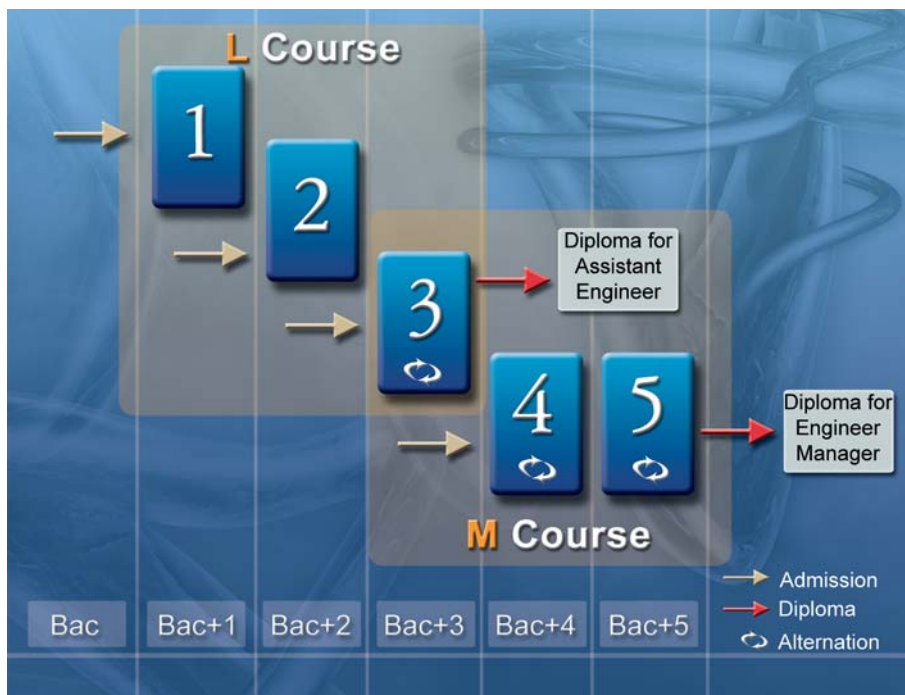 L Course
1
2
3
Diploma for
Assistant
Engineer
4
5
Diploma for
Engineer
Manager
M Course
Admission
Diploma
Alternation
Bac
Bac+1
Bac+2
Bac+3
Bac+4
Bac+5